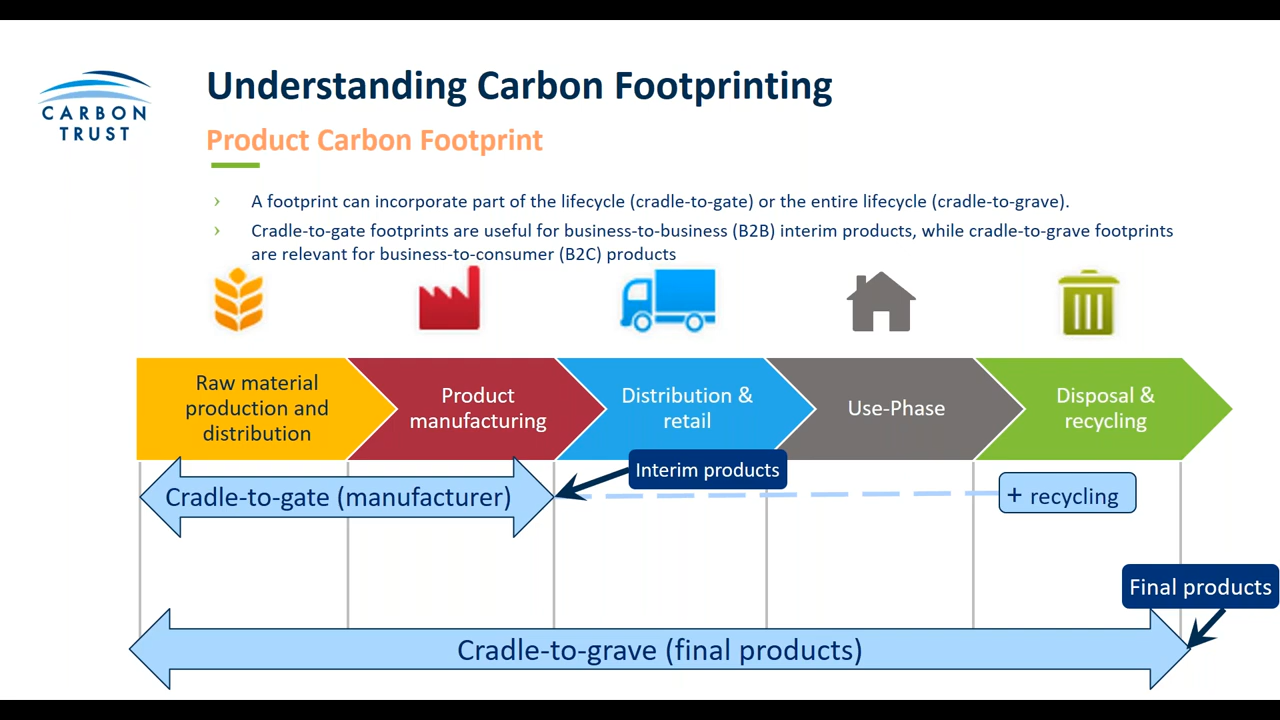 CARBON
TRUST
Understanding Carbon Footprinting
Product Carbon Footprint
› A footprint can incorporate part of the lifecycle (cradle-to-gate) or the entire lifecycle (cradle-to-grave).
› Cradle-to-gate footprints are useful for business-to-business (B2B) interim products, while cradle-to-grave footprints
are relevant for business-to-consumer (B2C) products
Raw material
production and
distribution
Product
manufacturing
Distribution &
retail
Use-Phase
Disposal &
recycling
Interim products
Cradle-to-gate (manufacturer)
+ recycling
Final products
Cradle-to-grave (final products)